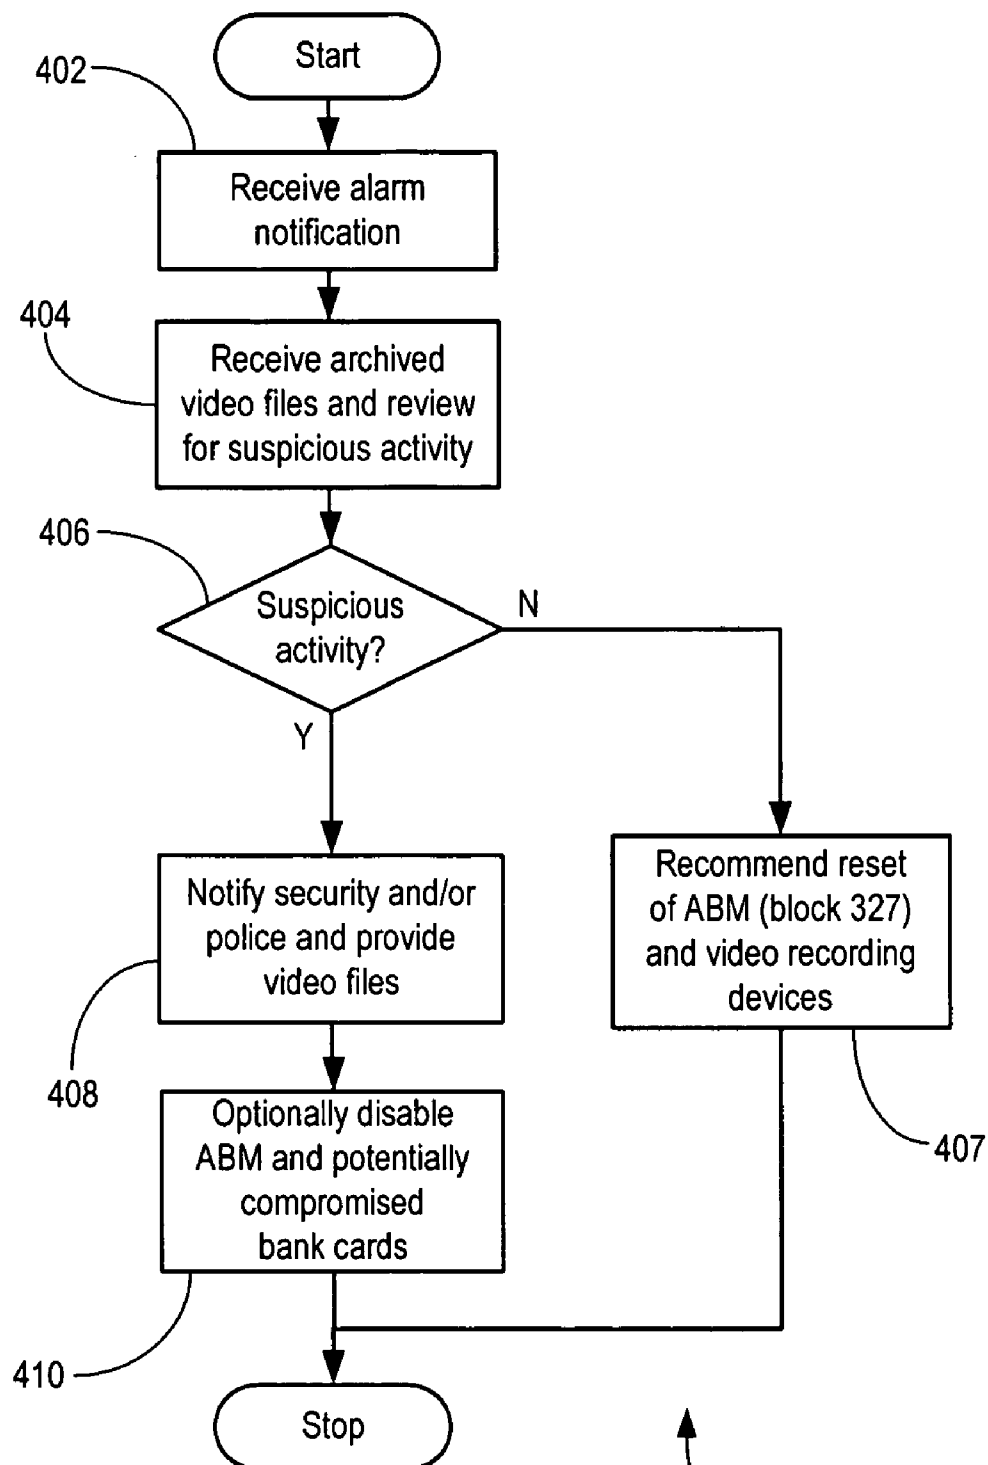 Start
402
Receive alarm
notification
404
Receive archived
video files and review
for suspicious activity
406
Suspicious
activity?
N
Y
Notify security and/or
police and provide
video files
408
Recommend reset
of ABM (block 327)
and video recording
devices
407
Optionally disable
ABM and potentially
compromised
bank cards
410
Stop